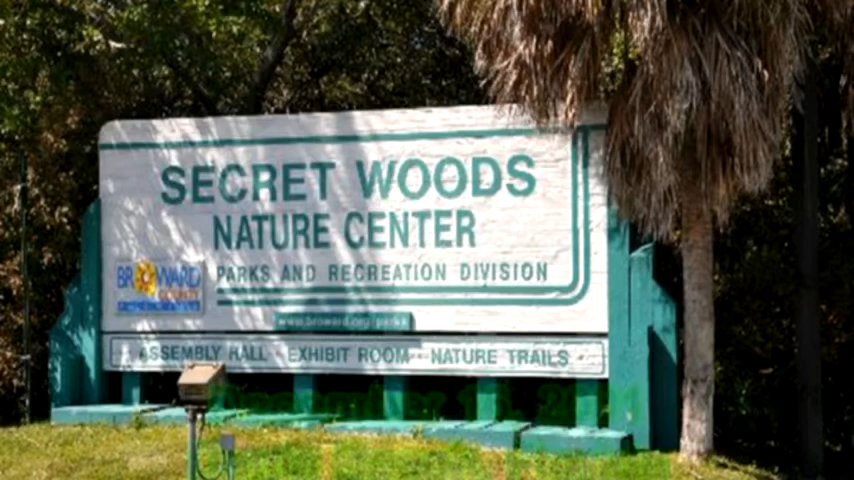 SECRET WOODS
NATURE CENTER
PARKS AND RECREATION DIVISION
BROWARD
COUNTY
www.broward.org/parks
ASSEMBLY HALL · EXHIBIT ROOM · NATURE TRAILS